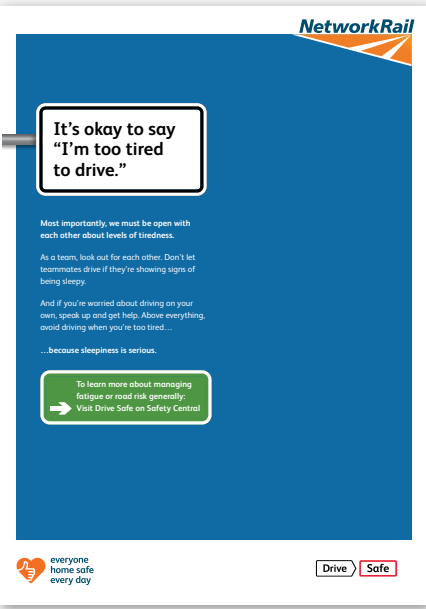 NetworkRail
It's okay to say
“I'm too tired
to drive.”
Most importantly, we must be open with
each other about levels of tiredness.
As a team, look out for each other. Don't let
teammates drive if they're showing signs of
being sleepy.
And if you're worried about driving on your
own, speak up and get help. Above everything,
avoid driving when you're too tired…
…because sleepiness is serious.
To learn more about managing
fatigue or road risk generally:
Visit Drive Safe on Safety Central
everyone
home safe
every day
Drive Safe